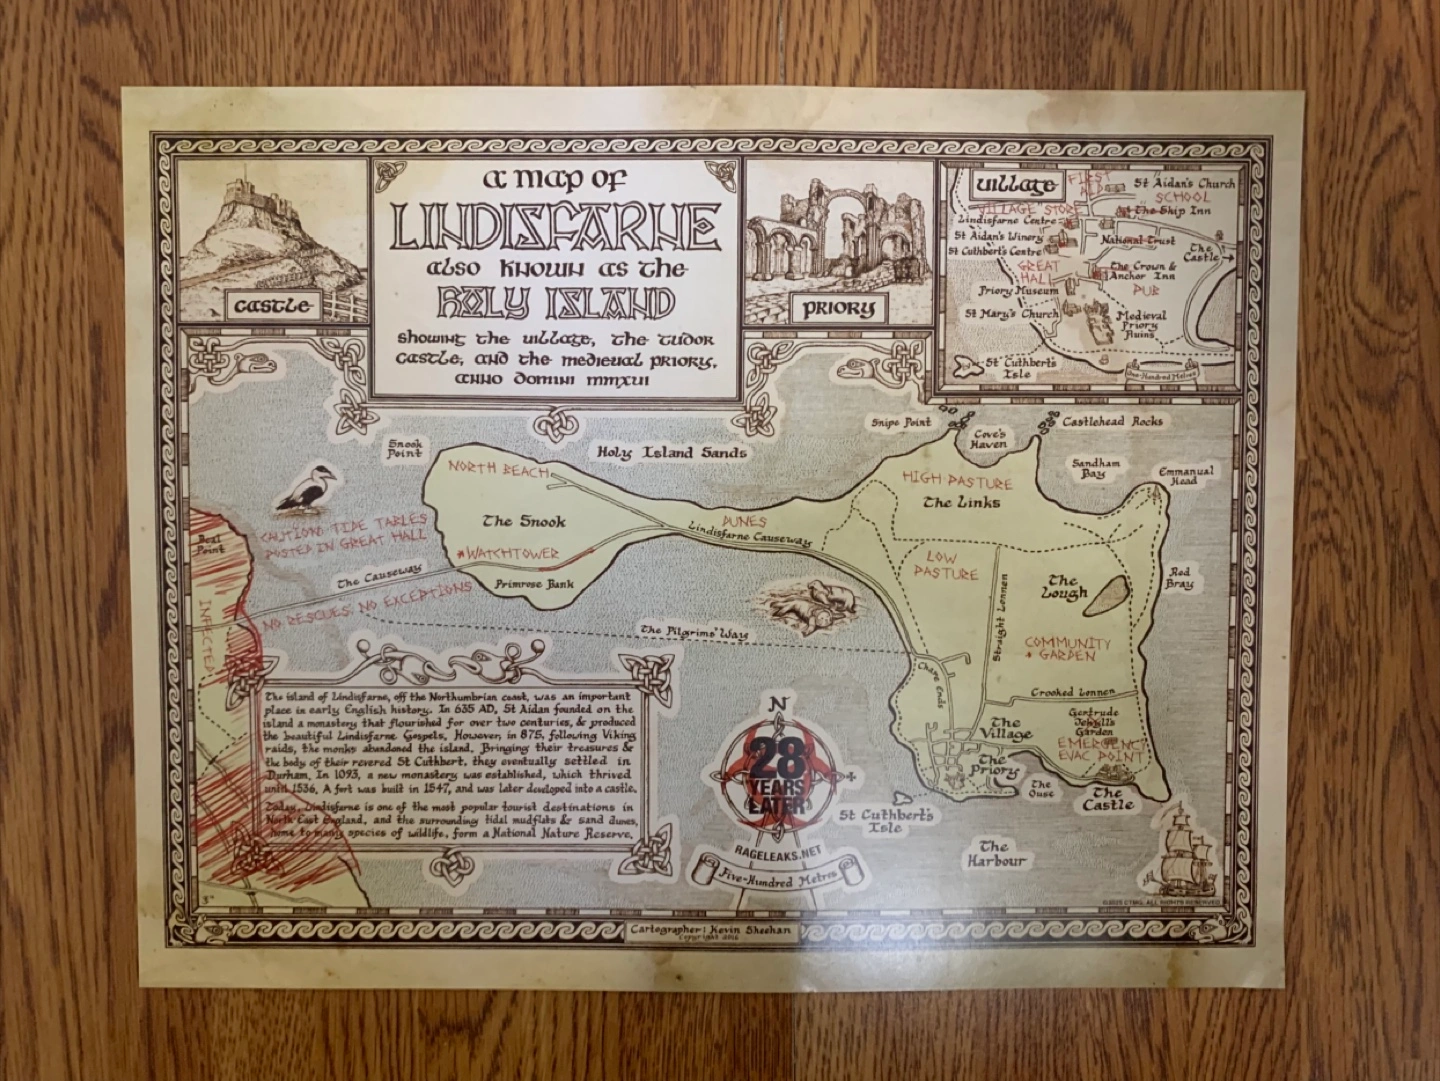 a map of
LINDISFARNE
also known as the
HOLY ISLAND
showing the village, the tudor
castle, and the medieval priory,
anno domini mmxvi
castle
priory
village
FIRST
AID
St Aidan's Church
SCHOOL
VILLAGE STORE
The Ship Inn
Lindisfarne Centre
St Aidan's Winery
National Trust
St Cuthbert's Centre
The
Castle
GREAT
HALL
The Crown &
Anchor Inn
PUB
Priory Museum
St Mary's Church
Medieval
Priory
Ruins
St Cuthbert's
Isle
One-Hundred Metres
Snook
Point
Holy Island Sands
Snipe Point
Cove's
Haven
Castlehead Rocks
Sandham
Bay
Emmanual
Head
NORTH BEACH
HIGH PASTURE
The Links
The Snook
DUNES
Lindisfarne Causeway
CAUTION: TIDE TABLES
POSTED IN GREAT HALL
Beal
Point
WATCHTOWER
Primrose Bank
The Causeway
NO RESCUES. NO EXCEPTIONS
INFECTED
LOW
PASTURE
The
Lough
Red
Bray
Straight Lonnen
The Pilgrims' Way
COMMUNITY
GARDEN
Chare Ends
Crooked Lonnen
Gertrude
Jekyll's
Garden
EMERGENCY
EVAC POINT
The
Village
The
Priory
The
Ouse
The
Castle
St Cuthbert's
Isle
The
Harbour
The island of Lindisfarne, off the Northumbrian coast, was an important
place in early English history. In 635 AD, St Aidan founded on the
island a monastery that flourished for over two centuries, & produced
the beautiful Lindisfarne Gospels. However, in 875, following Viking
raids, the monks abandoned the island. Bringing their treasures &
the body of their revered St Cuthbert, they eventually settled in
Durham. In 1093, a new monastery was established, which thrived
until 1536. A fort was built in 1547, and was later developed into a castle.
Today, Lindisfarne is one of the most popular tourist destinations in
North East England, and the surrounding tidal mudflats & sand dunes,
home to many species of wildlife, form a National Nature Reserve.
N
28
YEARS
LATER
RAGELEAKS.NET
Five-Hundred Metres
©2025 CTMG. ALL RIGHTS RESERVED.
Cartographer: Kevin Sheehan
Copyright 2016